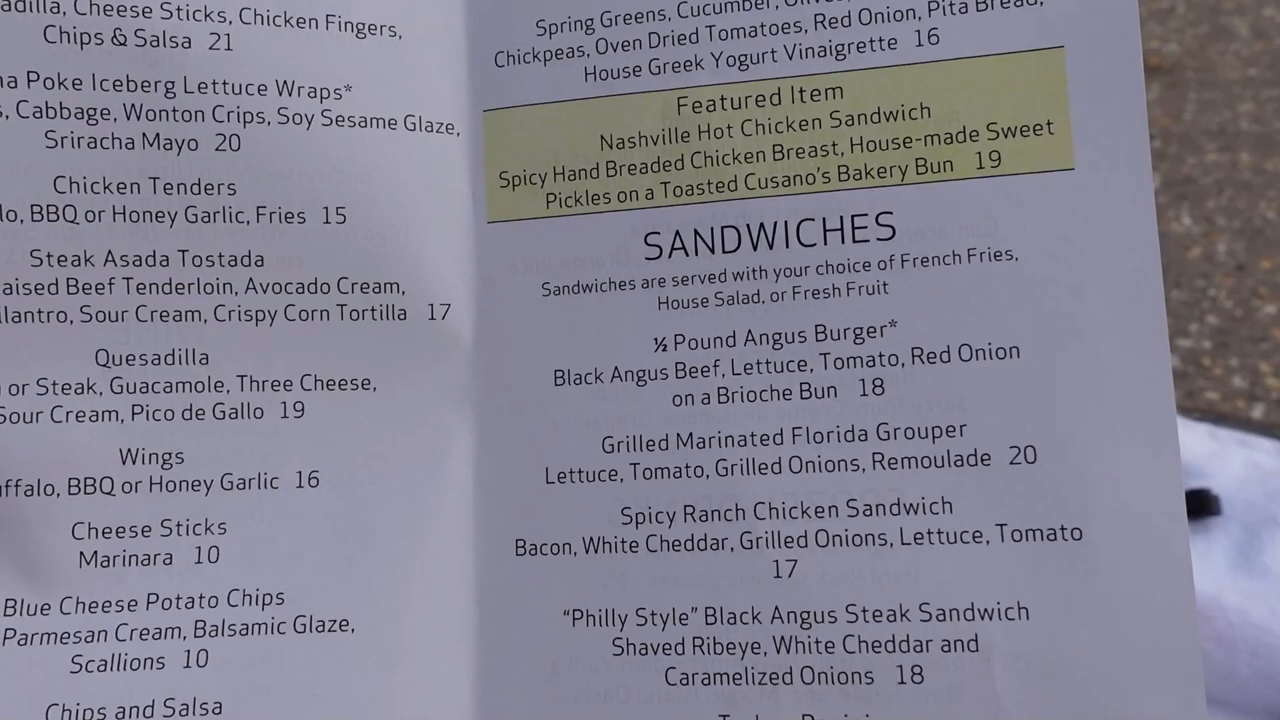 Cheese Sticks, Chicken Fingers,
Chips & Salsa 21
Poke Iceberg Lettuce Wraps*
Cabbage, Wonton Crips, Soy Sesame Glaze,
Sriracha Mayo 20
Chicken Tenders
BBQ or Honey Garlic, Fries 15
Steak Asada Tostada
Beef Tenderloin, Avocado Cream,
Sour Cream, Crispy Corn Tortilla 17
Quesadilla
or Steak, Guacamole, Three Cheese,
Sour Cream, Pico de Gallo 19
Wings
BBQ or Honey Garlic 16
Cheese Sticks
Marinara 10
Blue Cheese Potato Chips
Parmesan Cream, Balsamic Glaze,
Scallions 10
Chips and Salsa
Spring Greens, Cucumber,
Chickpeas, Oven Dried Tomatoes, Red Onion, Pita Bread,
House Greek Yogurt Vinaigrette 16
Featured Item
Nashville Hot Chicken Sandwich
Spicy Hand Breaded Chicken Breast, House-made Sweet
Pickles on a Toasted Cusano's Bakery Bun 19
SANDWICHES
Sandwiches are served with your choice of French Fries,
House Salad, or Fresh Fruit
½ Pound Angus Burger*
Black Angus Beef, Lettuce, Tomato, Red Onion
on a Brioche Bun 18
Grilled Marinated Florida Grouper
Lettuce, Tomato, Grilled Onions, Remoulade 20
Spicy Ranch Chicken Sandwich
Bacon, White Cheddar, Grilled Onions, Lettuce, Tomato
17
“Philly Style” Black Angus Steak Sandwich
Shaved Ribeye, White Cheddar and
Caramelized Onions 18